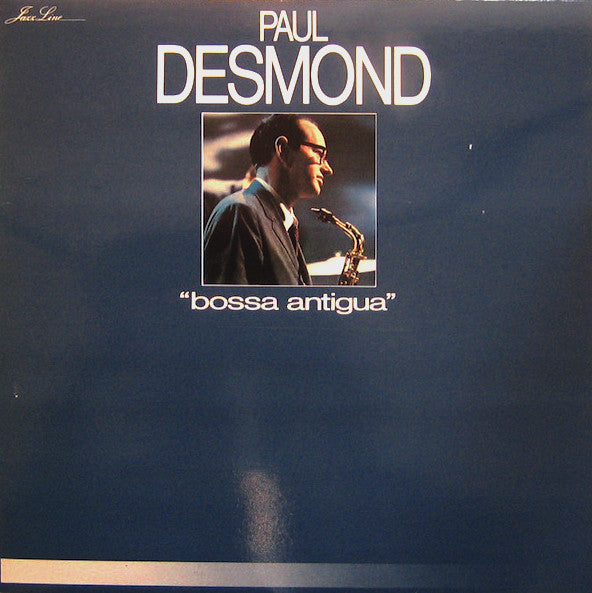 Jazz Line
PAUL
DESMOND
“bossa antigua”